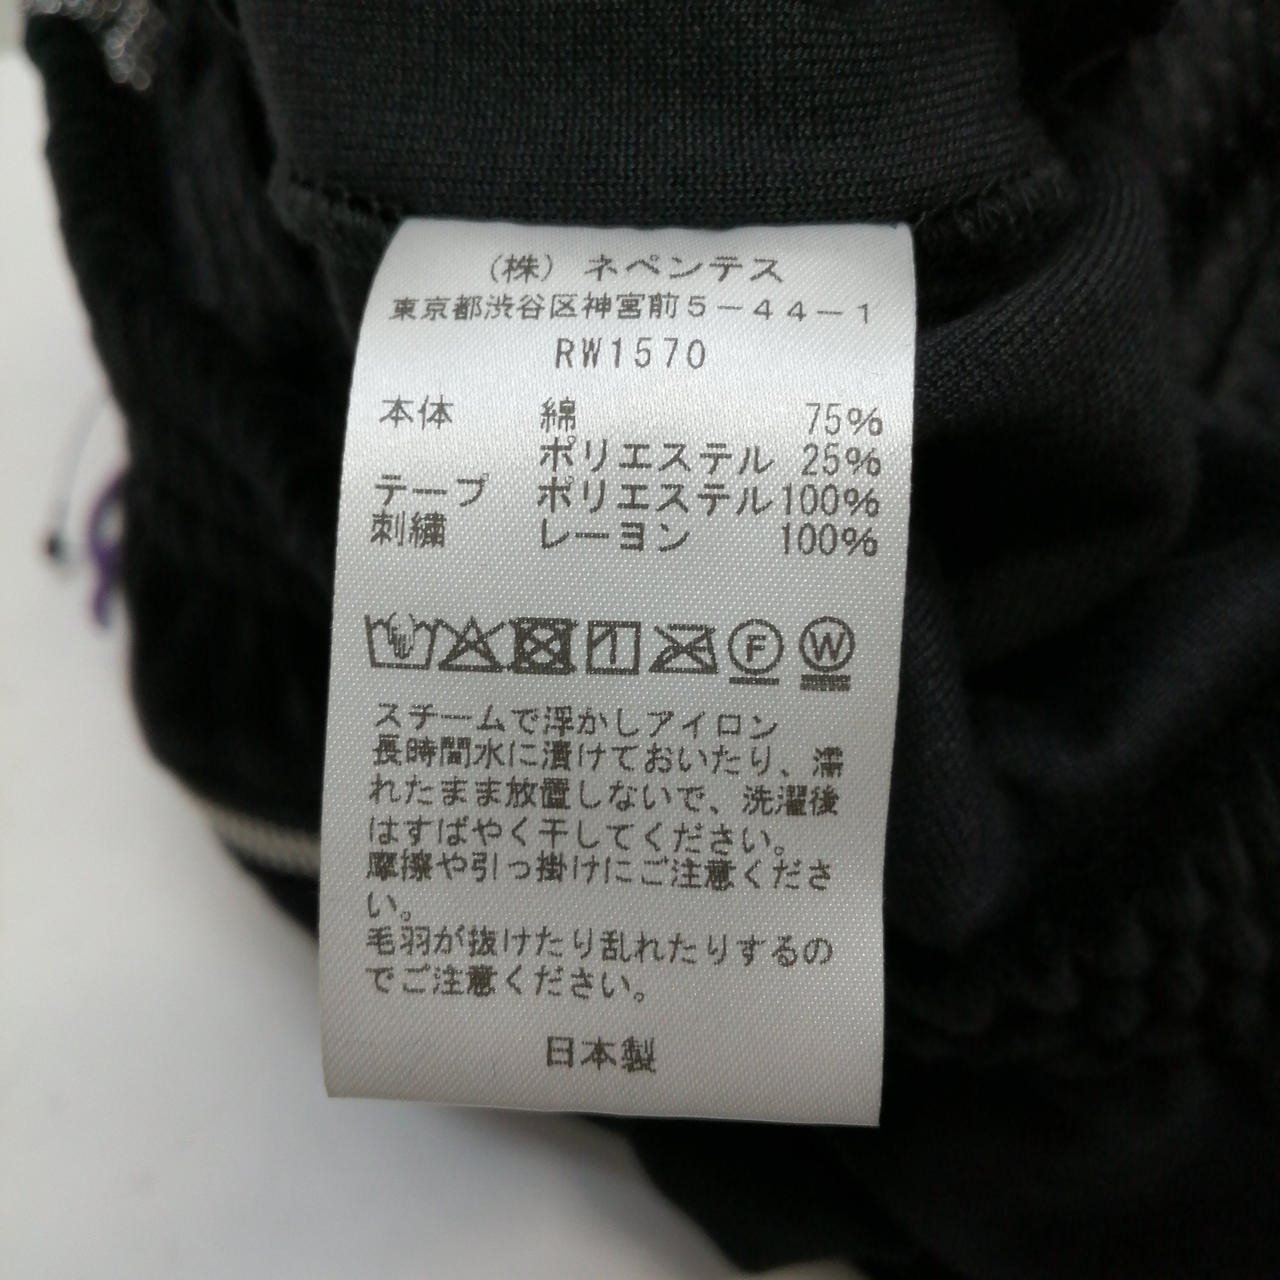 (株) ネペンテス
東京都渋谷区神宮前5-44-1
RW1570
本体 綿 75%
ポリエステル 25%
テープ ポリエステル 100%
刺繍 レーヨン 100%
F W
スチームで浮かしアイロン
長時間水に漬けておいたり、濡
れたまま放置しないで、洗濯後
はすばやく干してください。
摩擦や引っ掛けにご注意くださ
い。
毛羽が抜けたり乱れたりするの
でご注意ください。
日本製